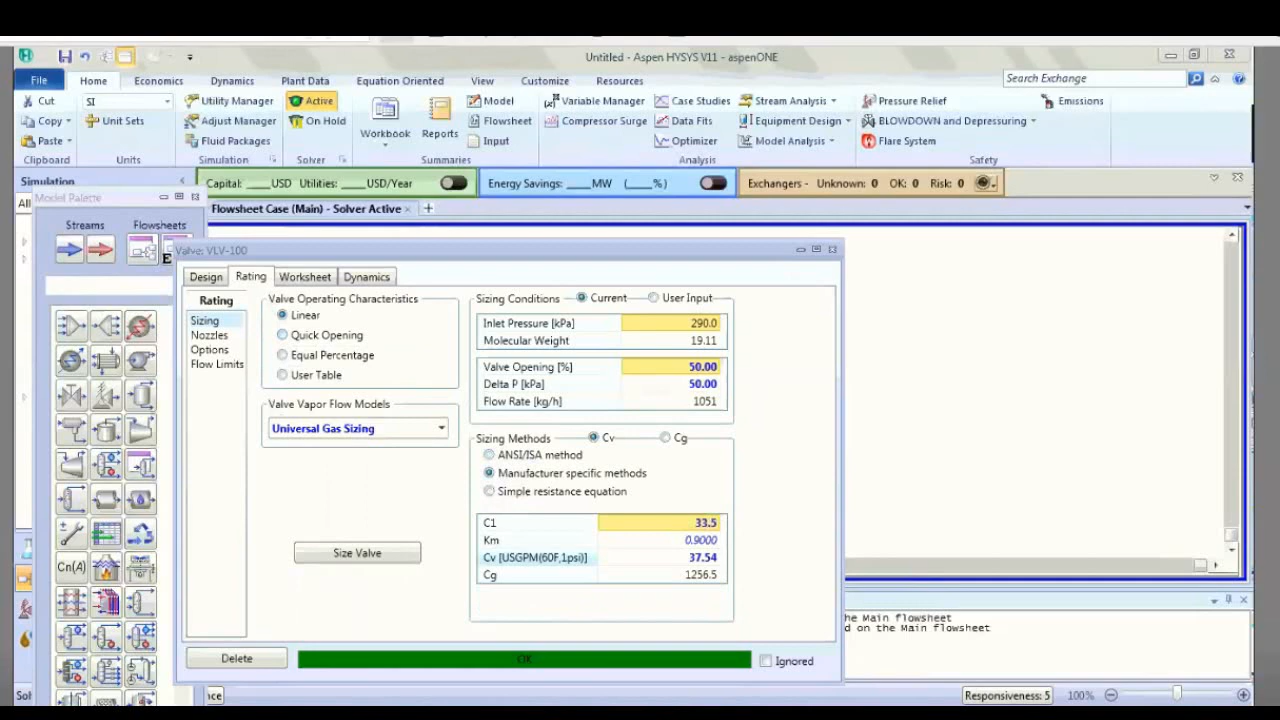 Untitled - Aspen HYSYS V11 - aspenONE
File Home Economics Dynamics Plant Data Equation Oriented View Customize Resources Search Exchange
Cut SI Utility Manager Active Model Variable Manager Case Studies Stream Analysis Pressure Relief Emissions
Copy Unit Sets Adjust Manager On Hold Workbook Reports Flowsheet Compressor Surge Data Fits Equipment Design BLOWDOWN and Depressuring
Paste Fluid Packages Input Optimizer Model Analysis Flare System
Clipboard Units Simulation Solver Summaries Analysis Safety
Simulation Capital: ____USD Utilities: ____USD/Year Energy Savings: ____MW (____%) Exchangers - Unknown: 0 OK: 0 Risk: 0
Model Palette
All Flowsheet Case (Main) - Solver Active × +
Streams Flowsheets
Valve: VLV-100
Design Rating Worksheet Dynamics
Rating
Sizing
Nozzles
Options
Flow Limits
Valve Operating Characteristics
Linear
Quick Opening
Equal Percentage
User Table
Valve Vapor Flow Models
Universal Gas Sizing
Size Valve
Sizing Conditions Current User Input
Inlet Pressure [kPa] 290.0
Molecular Weight 19.11
Valve Opening [%] 50.00
Delta P [kPa] 50.00
Flow Rate [kg/h] 1051
Sizing Methods Cv Cg
ANSI/ISA method
Manufacturer specific methods
Simple resistance equation
C1 33.5
Km 0.9000
Cv [USGPM(60F,1psi)] 37.54
Cg 1256.5
Cn(A)
Delete OK Ignored
he Main flowsheet
d on the Main flowsheet
Sol nce Responsiveness: 5 100%